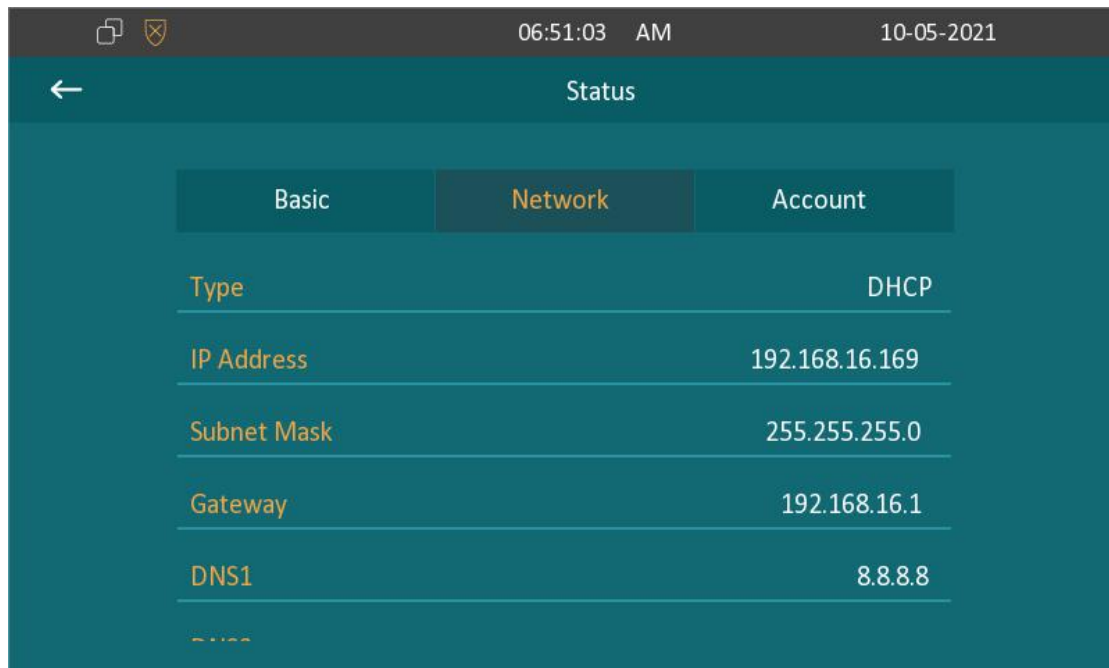 06:51:03 AM 10-05-2021
Status
Basic Network Account
Type DHCP
IP Address 192.168.16.169
Subnet Mask 255.255.255.0
Gateway 192.168.16.1
DNS1 8.8.8.8